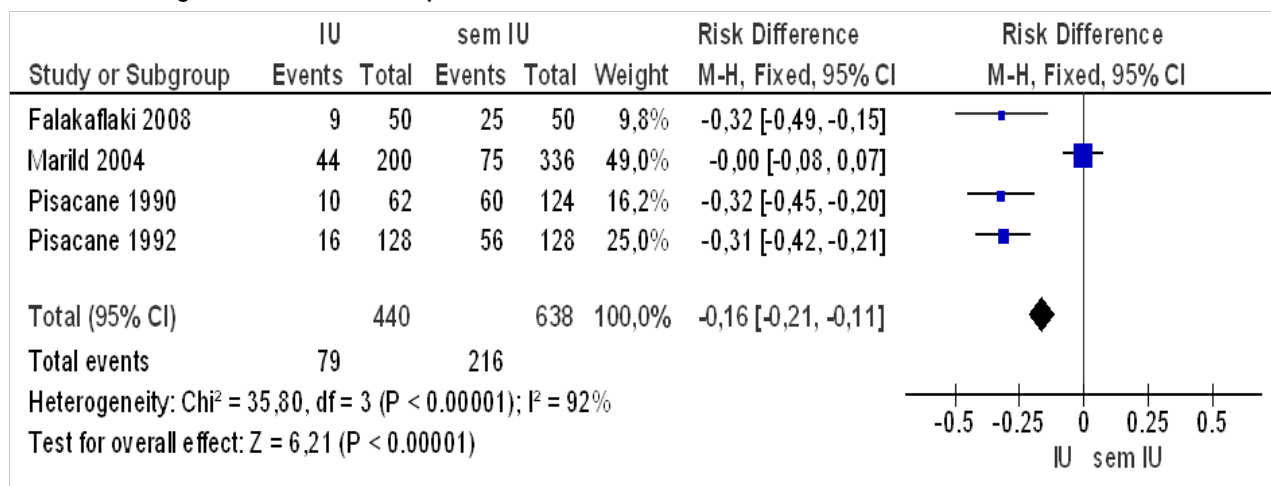 IU sem IU Risk Difference Risk Difference
Study or Subgroup Events Total Events Total Weight M-H, Fixed, 95% CI M-H, Fixed, 95% CI
Falakaflaki 2008 9 50 25 50 9,8% -0,32 [-0,49, -0,15]
Marild 2004 44 200 75 336 49,0% -0,00 [-0,08, 0,07]
Pisacane 1990 10 62 60 124 16,2% -0,32 [-0,45, -0,20]
Pisacane 1992 16 128 56 128 25,0% -0,31 [-0,42, -0,21]
Total (95% CI) 440 638 100,0% -0,16 [-0,21, -0,11]
Total events 79 216
Heterogeneity: Chi² = 35,80, df = 3 (P < 0.00001); I² = 92%
Test for overall effect: Z = 6,21 (P < 0.00001)
-0.5 -0.25 0 0.25 0.5
IU sem IU